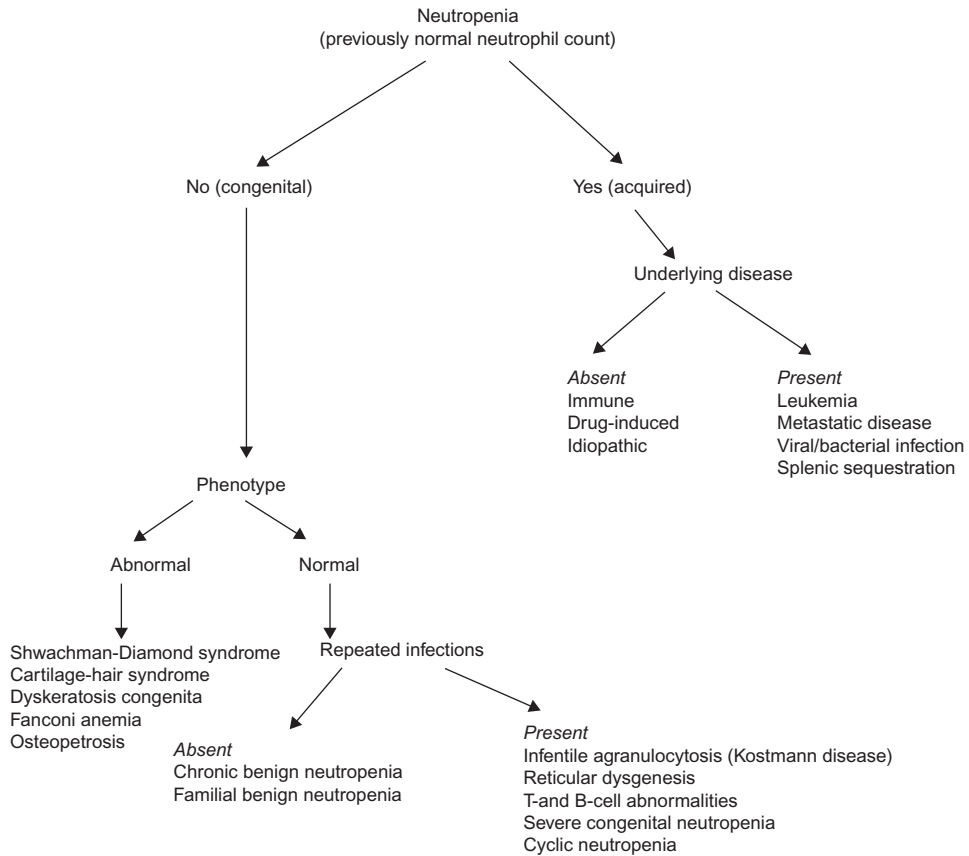 Neutropenia
(previously normal neutrophil count)
No (congenital)
Yes (acquired)
Underlying disease
Absent
Immune
Drug-induced
Idiopathic
Present
Leukemia
Metastatic disease
Viral/bacterial infection
Splenic sequestration
Phenotype
Abnormal
Normal
Shwachman-Diamond syndrome
Cartilage-hair syndrome
Dyskeratosis congenita
Fanconi anemia
Osteopetrosis
Repeated infections
Absent
Chronic benign neutropenia
Familial benign neutropenia
Present
Infentile agranulocytosis (Kostmann disease)
Reticular dysgenesis
T-and B-cell abnormalities
Severe congenital neutropenia
Cyclic neutropenia